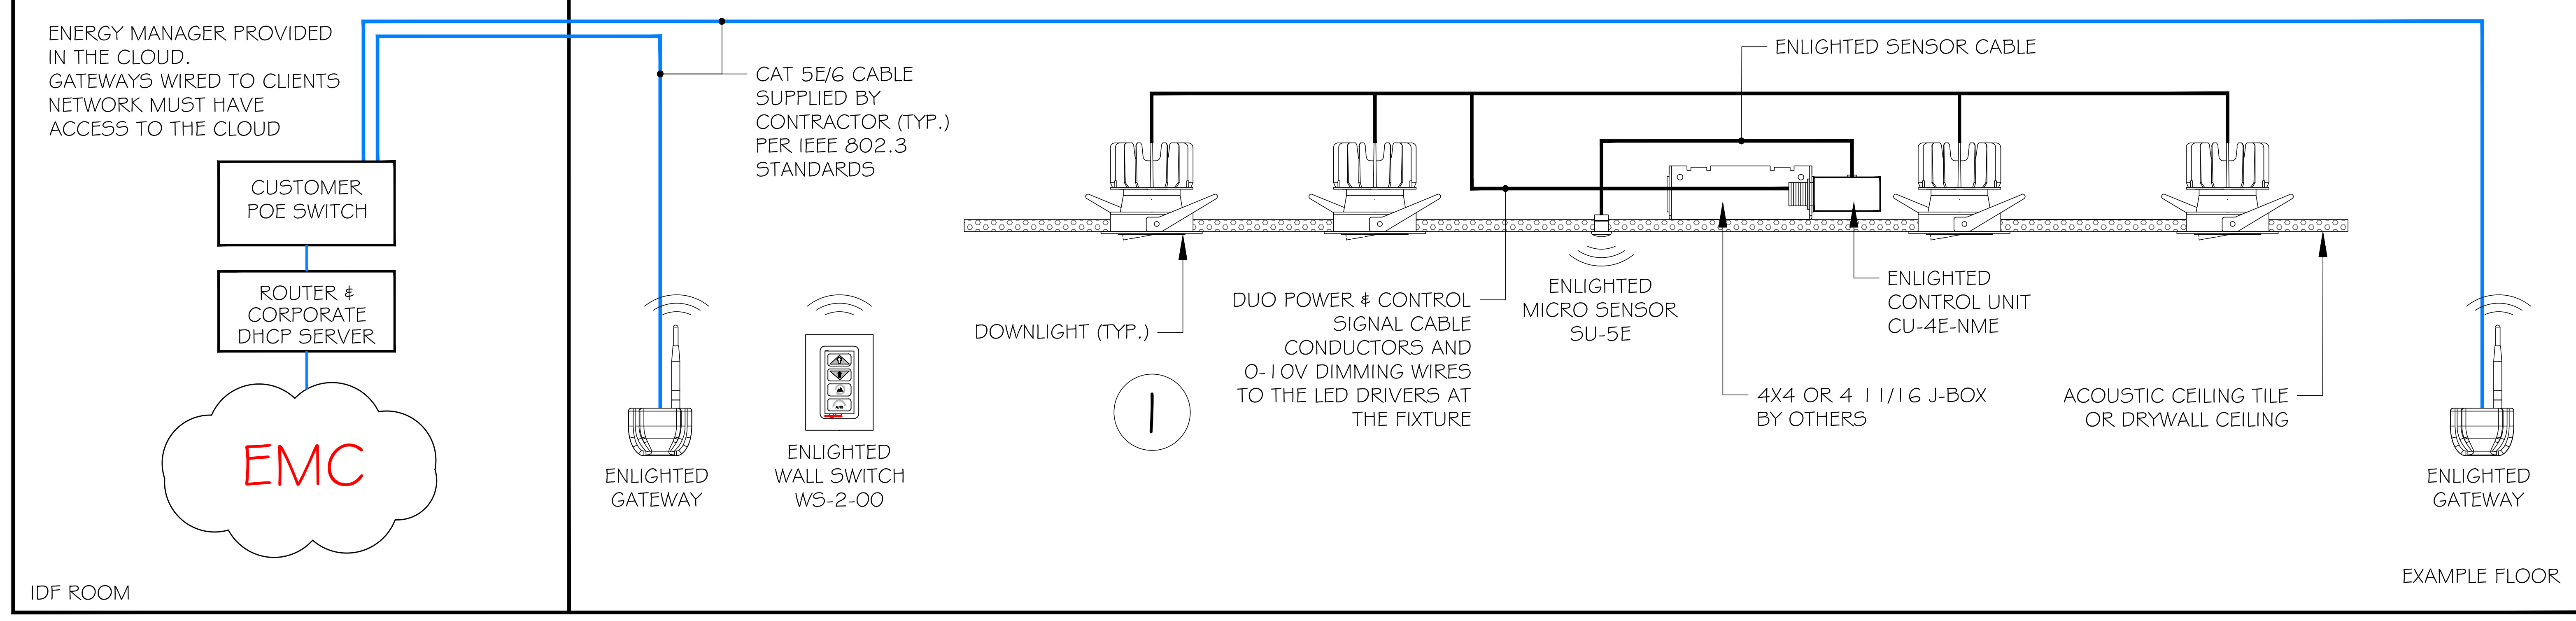 ENERGY MANAGER PROVIDED
IN THE CLOUD.
GATEWAYS WIRED TO CLIENTS
NETWORK MUST HAVE
ACCESS TO THE CLOUD
CUSTOMER
POE SWITCH
ROUTER &
CORPORATE
DHCP SERVER
EMC
IDF ROOM
CAT 5E/6 CABLE
SUPPLIED BY
CONTRACTOR (TYP.)
PER IEEE 802.3
STANDARDS
ENLIGHTED
GATEWAY
AUTO
ENLIGHTED
WALL SWITCH
WS-2-00
ENLIGHTED SENSOR CABLE
DOWNLIGHT (TYP.)
1
DUO POWER & CONTROL
SIGNAL CABLE
CONDUCTORS AND
0-10V DIMMING WIRES
TO THE LED DRIVERS AT
THE FIXTURE
ENLIGHTED
MICRO SENSOR
SU-5E
ENLIGHTED
CONTROL UNIT
CU-4E-NME
4X4 OR 4 11/16 J-BOX
BY OTHERS
ACOUSTIC CEILING TILE
OR DRYWALL CEILING
ENLIGHTED
GATEWAY
EXAMPLE FLOOR